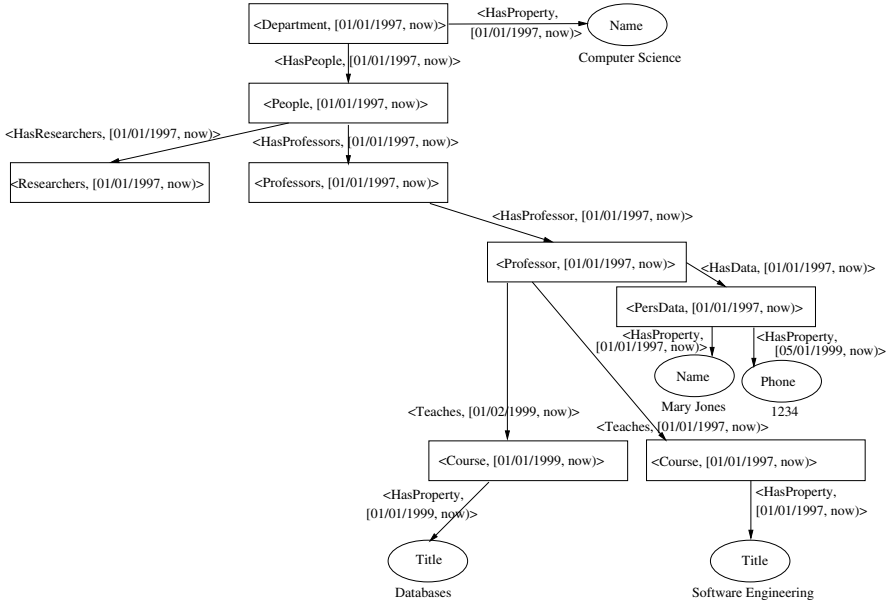 <Department, [01/01/1997, now)>
<HasProperty,
[01/01/1997, now)>
Name
Computer Science
<HasPeople, [01/01/1997, now)>
<People, [01/01/1997, now)>
<HasResearchers, [01/01/1997, now)>
<HasProfessors, [01/01/1997, now)>
<Researchers, [01/01/1997, now)>
<Professors, [01/01/1997, now)>
<HasProfessor, [01/01/1997, now)>
<Professor, [01/01/1997, now)>
<HasData, [01/01/1997, now)>
<PersData, [01/01/1997, now)>
<HasProperty,
[01/01/1997, now)>
<HasProperty,
[05/01/1999, now)>
Name
Mary Jones
Phone
1234
<Teaches, [01/02/1999, now)>
<Teaches, [01/01/1997, now)>
<Course, [01/01/1999, now)>
<Course, [01/01/1997, now)>
<HasProperty,
[01/01/1999, now)>
<HasProperty,
[01/01/1997, now)>
Title
Databases
Title
Software Engineering